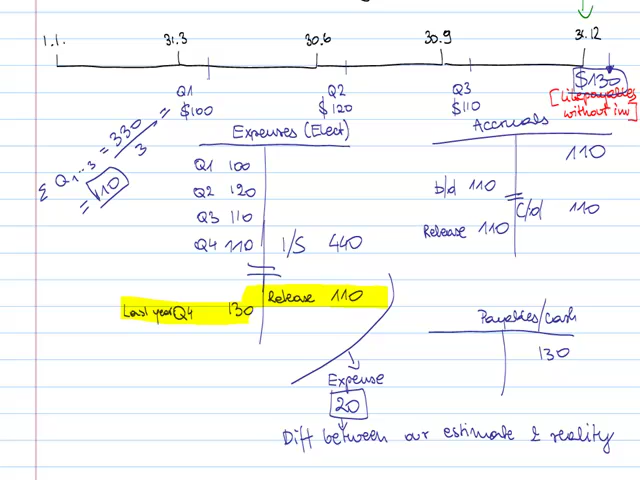 1.1.
31.3
30.6
30.9
31.12
Q1
$100
Q2
$120
Q3
$110
$130
without inv]
Σ Q1...3 = 330 =
3
= 110
Expenses (Elect)
Q1 100
Q2 120
Q3 110
Q4 110
I/S 440
Last year Q4 130
Release 110
Accruals
110
b/d 110
C/d 110
Release 110
Payables/cash
130
Expense
20
Diff between our estimate & reality